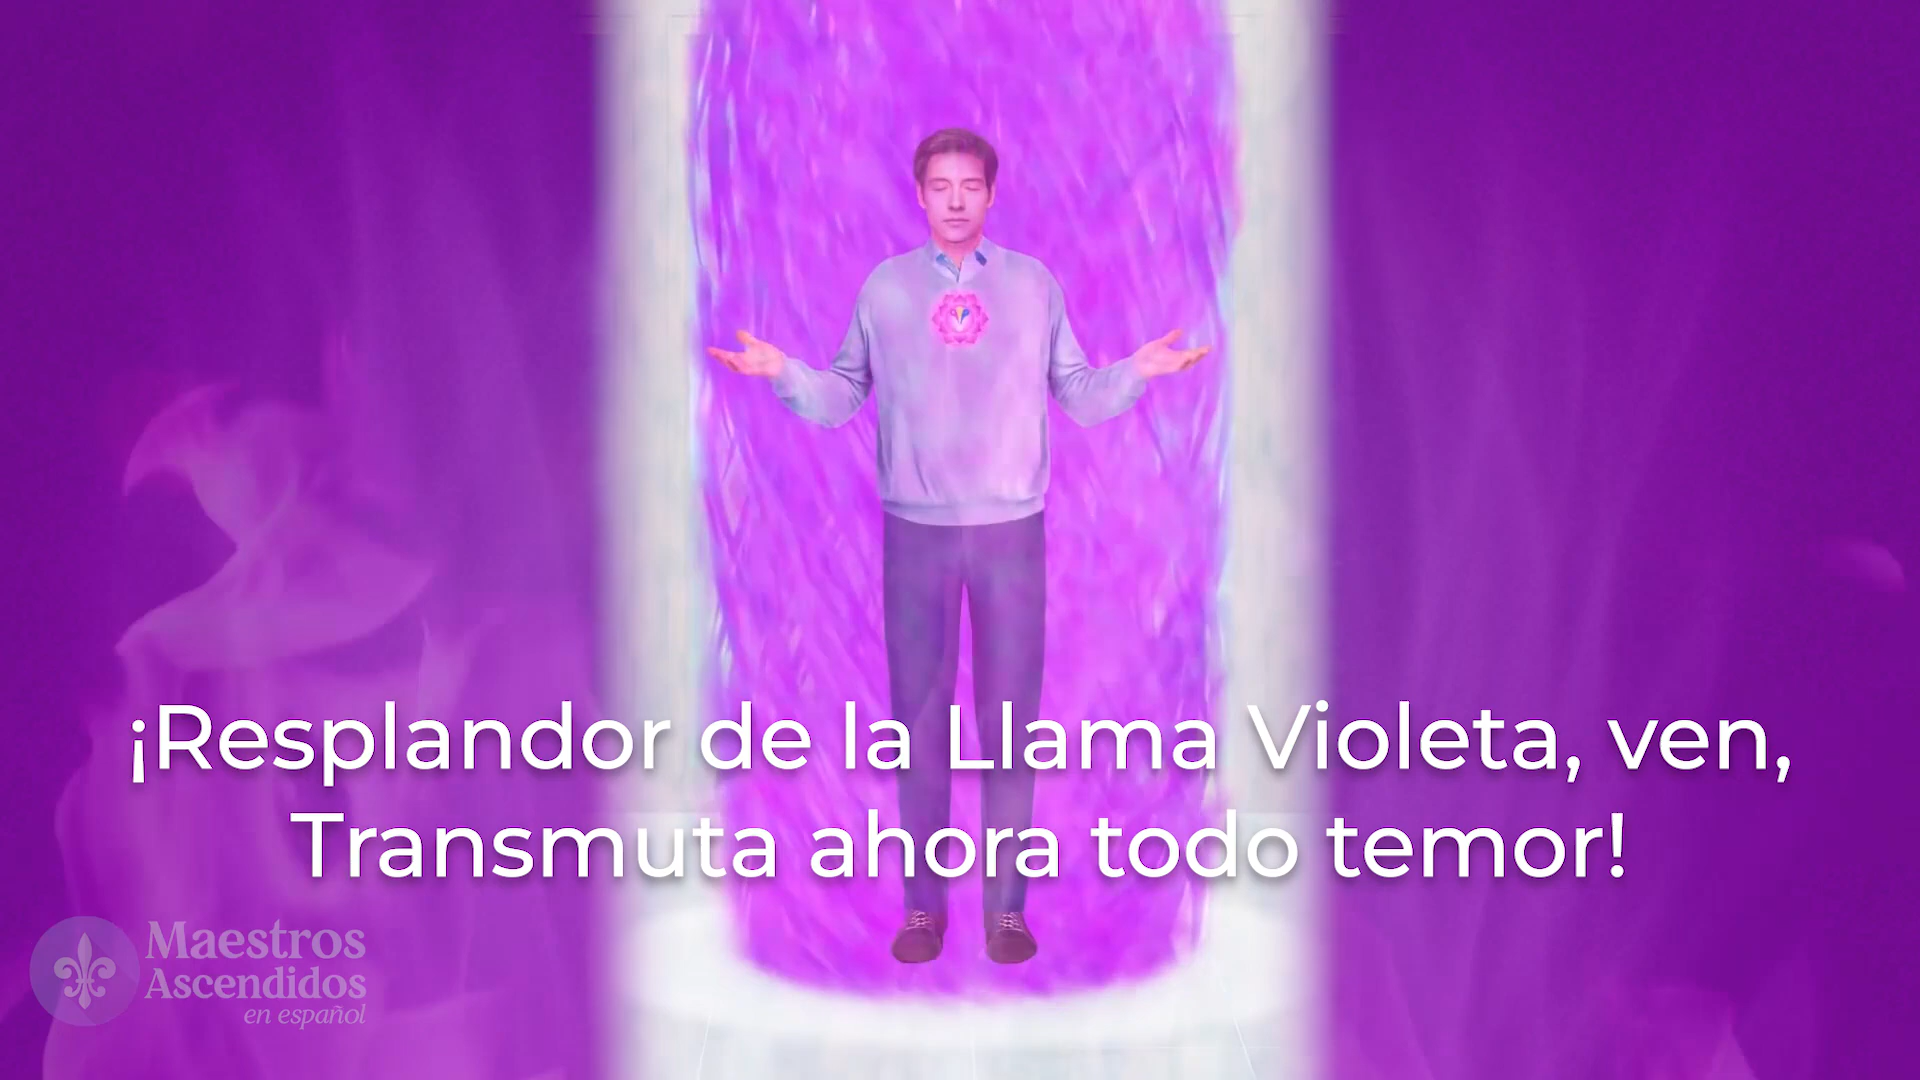 ¡Resplandor de la Llama Violeta, ven,
Transmuta ahora todo temor!
Maestros
Ascendidos
en español